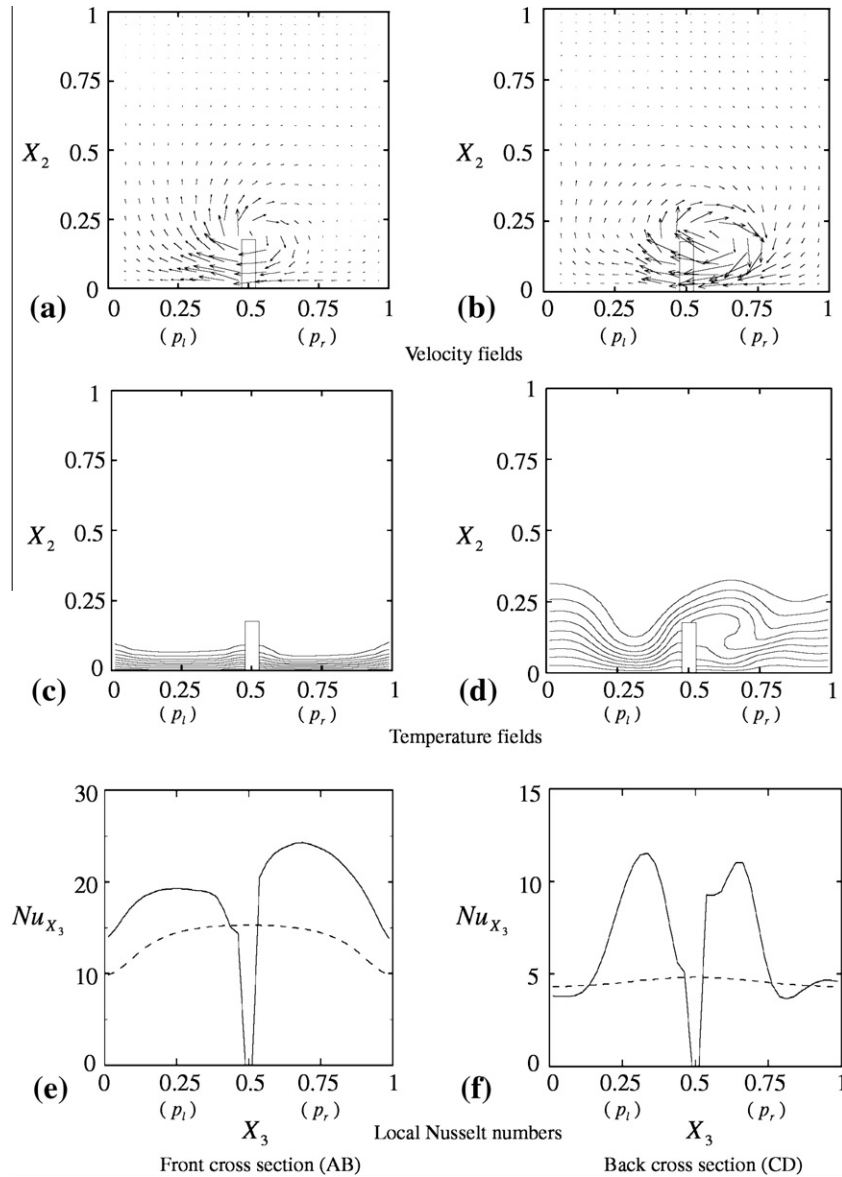 1 1
0.75 0.75
X2 0.5 X2 0.5
0.25 0.25
0 0
(a) 0 0.25 0.5 0.75 1 (b) 0 0.25 0.5 0.75 1
(pl) (pr) (pl) (pr)
Velocity fields
1 1
0.75 0.75
X2 0.5 X2 0.5
0.25 0.25
0 0
(c) 0 0.25 0.5 0.75 1 (d) 0 0.25 0.5 0.75 1
(pl) (pr) (pl) (pr)
Temperature fields
30 15
20 10
NuX3 NuX3
10 5
0 0
(e) 0 0.25 0.5 0.75 1 (f) 0 0.25 0.5 0.75 1
(pl) (pr) (pl) (pr)
X3 Local Nusselt numbers X3
Front cross section (AB) Back cross section (CD)